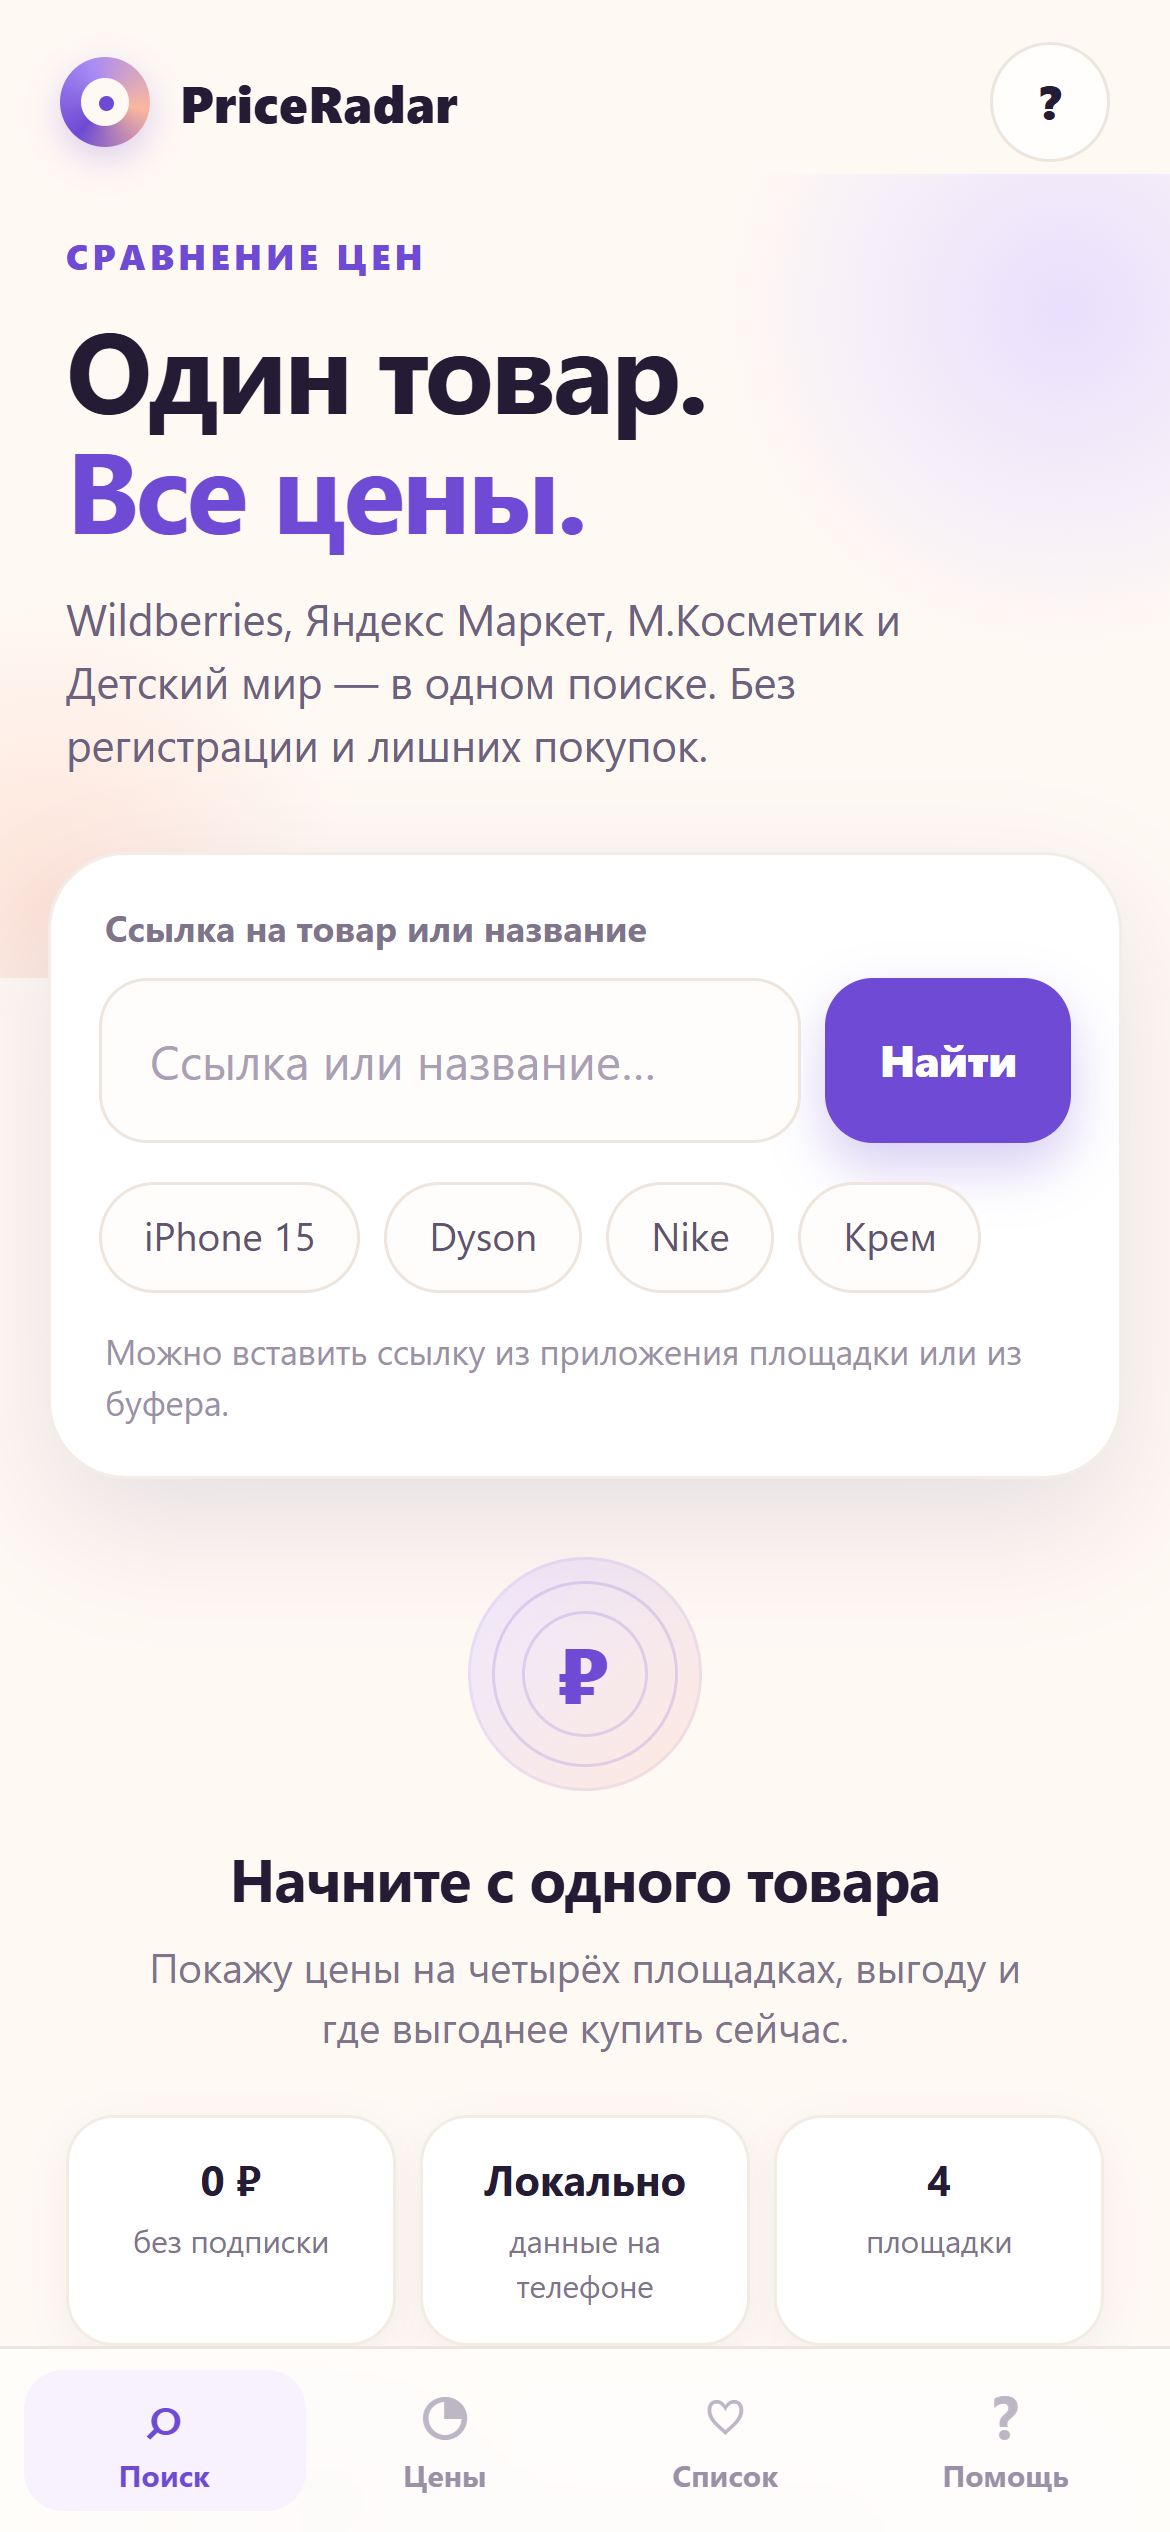 PriceRadar
?
СРАВНЕНИЕ ЦЕН
Один товар.
Все цены.
Wildberries, Яндекс Маркет, М.Косметик и
Детский мир — в одном поиске. Без
регистрации и лишних покупок.
Ссылка на товар или название
Ссылка или название...
Найти
iPhone 15
Dyson
Nike
Крем
Можно вставить ссылку из приложения площадки или из
буфера.
₽
Начните с одного товара
Покажу цены на четырёх площадках, выгоду и
где выгоднее купить сейчас.
0 ₽
без подписки
Локально
данные на
телефоне
4
площадки
Поиск
Цены
Список
?
Помощь